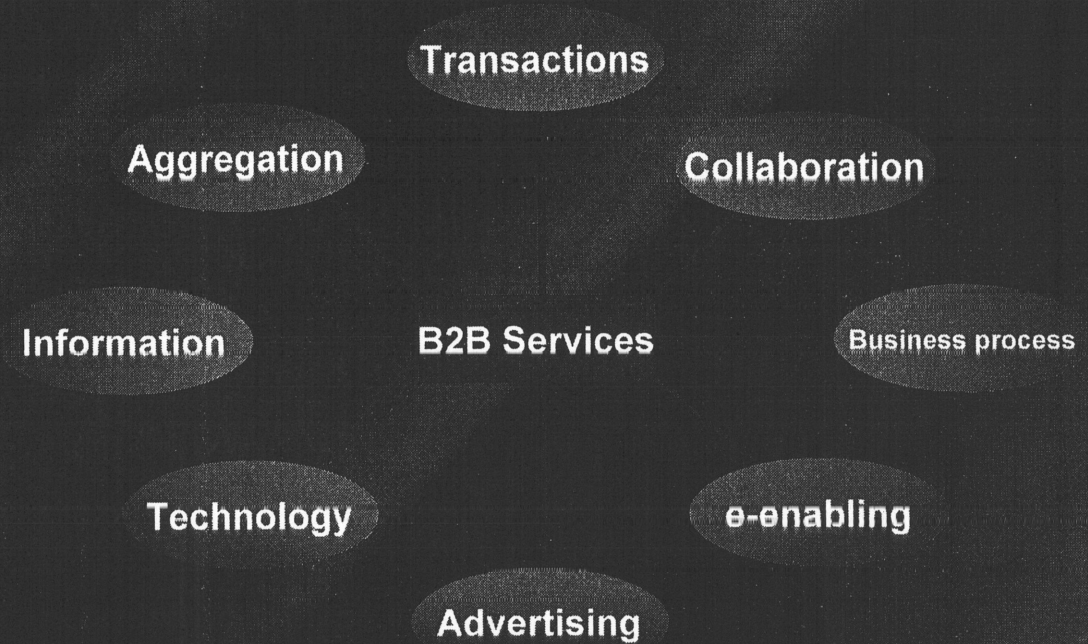 Transactions
Aggregation
Collaboration
Information
B2B Services
Business process
Technology
e-enabling
Advertising